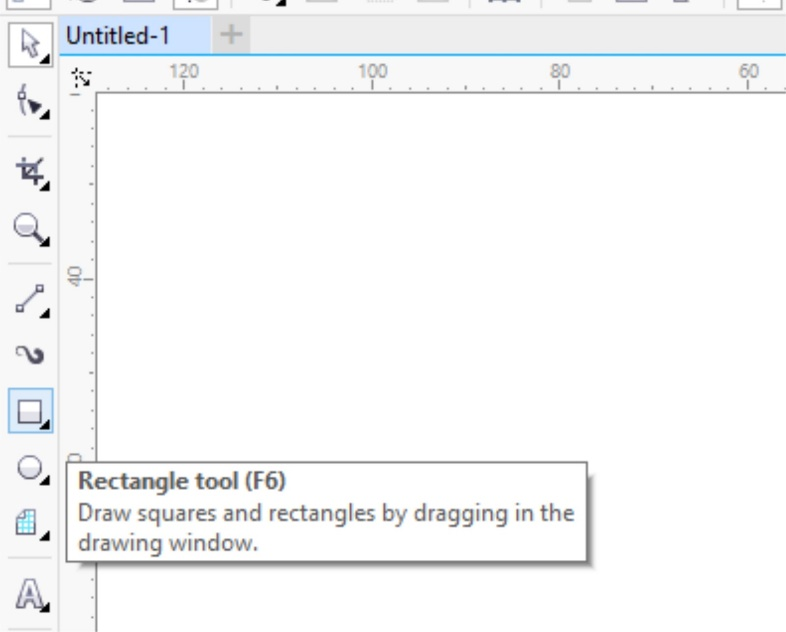 Untitled-1
120 100 80 60
40
Rectangle tool (F6)
Draw squares and rectangles by dragging in the
drawing window.